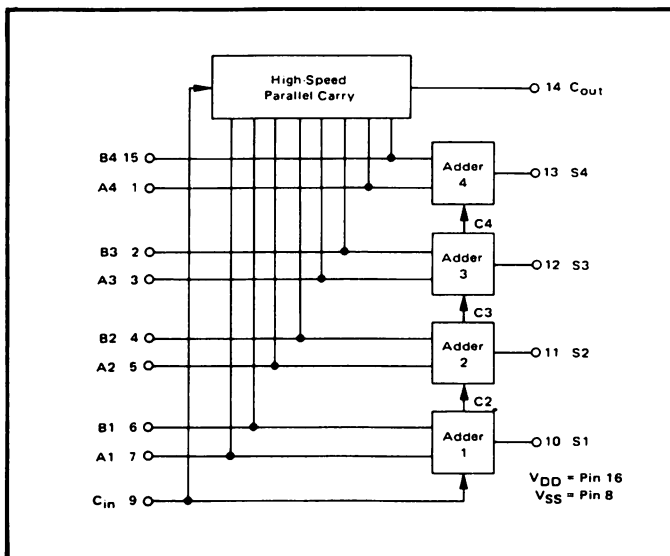 High-Speed
Parallel Carry
14 Cout
B4 15
A4 1
Adder
4
13 S4
C4
B3 2
A3 3
Adder
3
12 S3
C3
B2 4
A2 5
Adder
2
11 S2
C2
B1 6
A1 7
Adder
1
10 S1
Cin 9
VDD = Pin 16
VSS = Pin 8